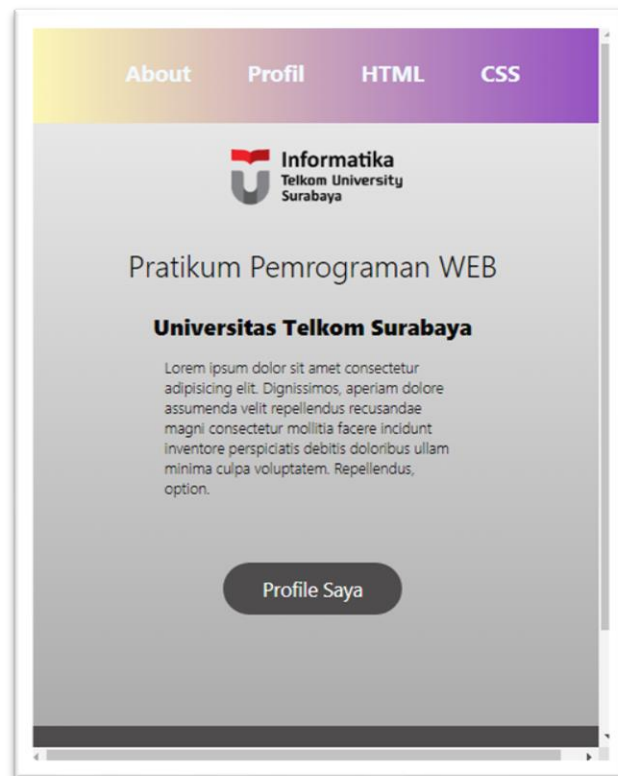 About Profil HTML CSS
Informatika
Telkom University
Surabaya
Pratikum Pemrograman WEB
Universitas Telkom Surabaya
Lorem ipsum dolor sit amet consectetur
adipisicing elit. Dignissimos, aperiam dolore
assumenda velit repellendus recusandae
magni consectetur mollitia facere incidunt
inventore perspiciatis debitis doloribus ullam
minima culpa voluptatem. Repellendus,
option.
Profile Saya